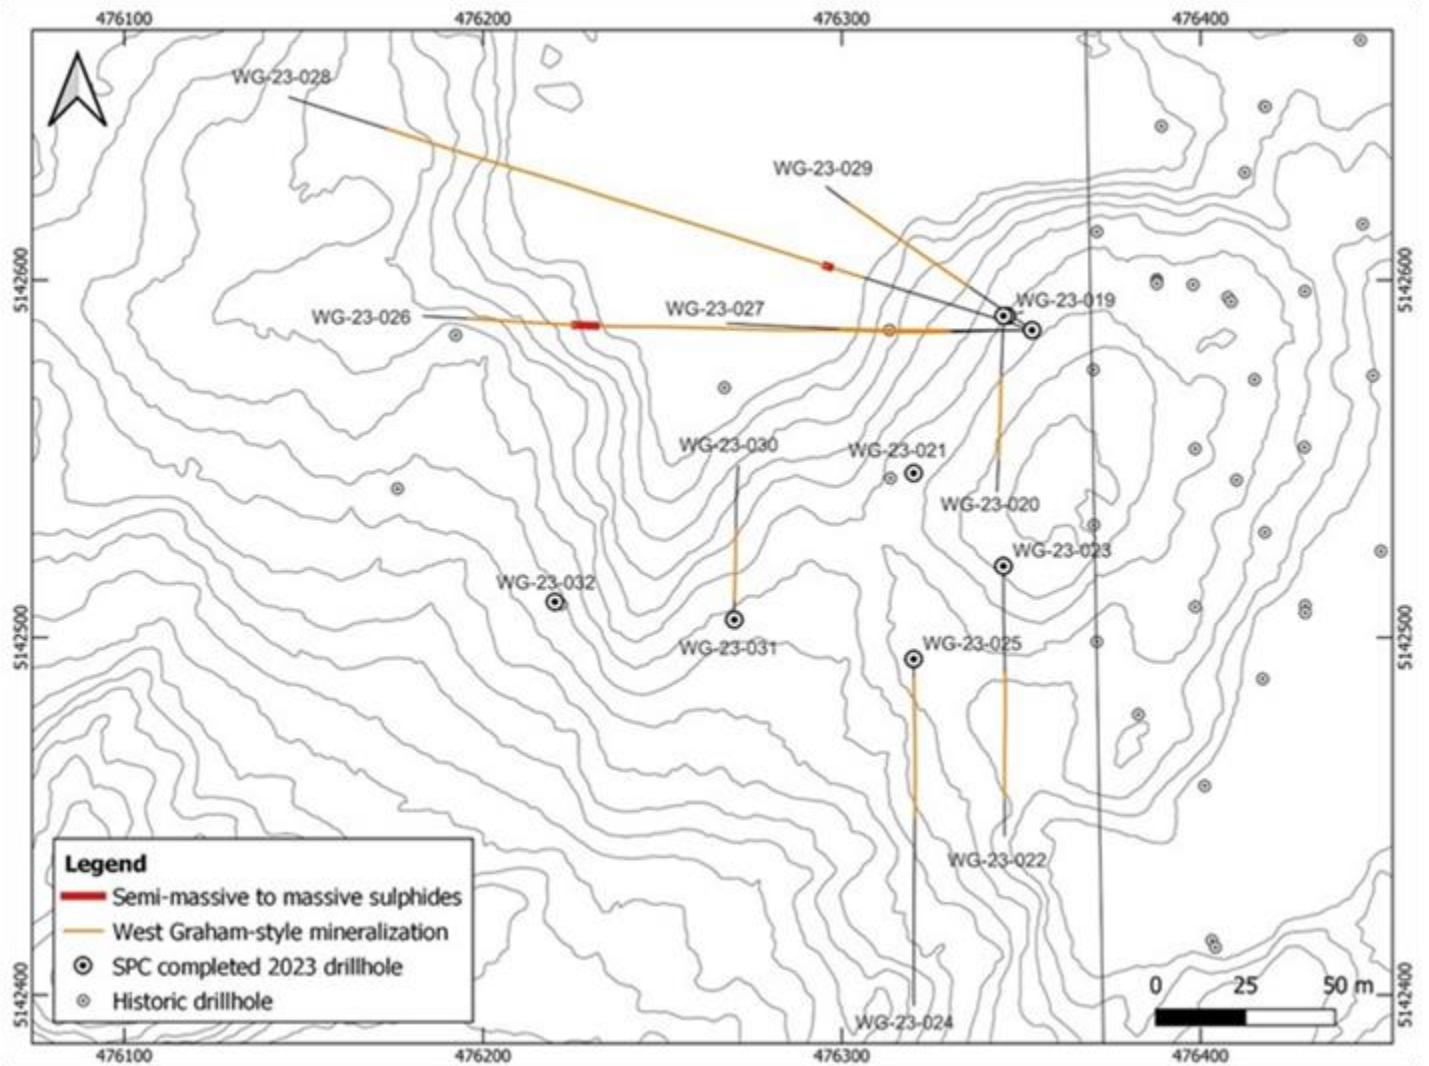 476100
476200
476300
476400
WG-23-028
WG-23-029
5142600
5142600
WG-23-019
WG-23-027
WG-23-026
WG-23-030
WG-23-021
WG-23-020
WG-23-023
WG-23-032
5142500
5142500
WG-23-031
WG-23-025
WG-23-022
Legend
Semi-massive to massive sulphides
West Graham-style mineralization
SPC completed 2023 drillhole
Historic drillhole
0 25 50 m
5142400
5142400
WG-23-024
476100
476200
476300
476400